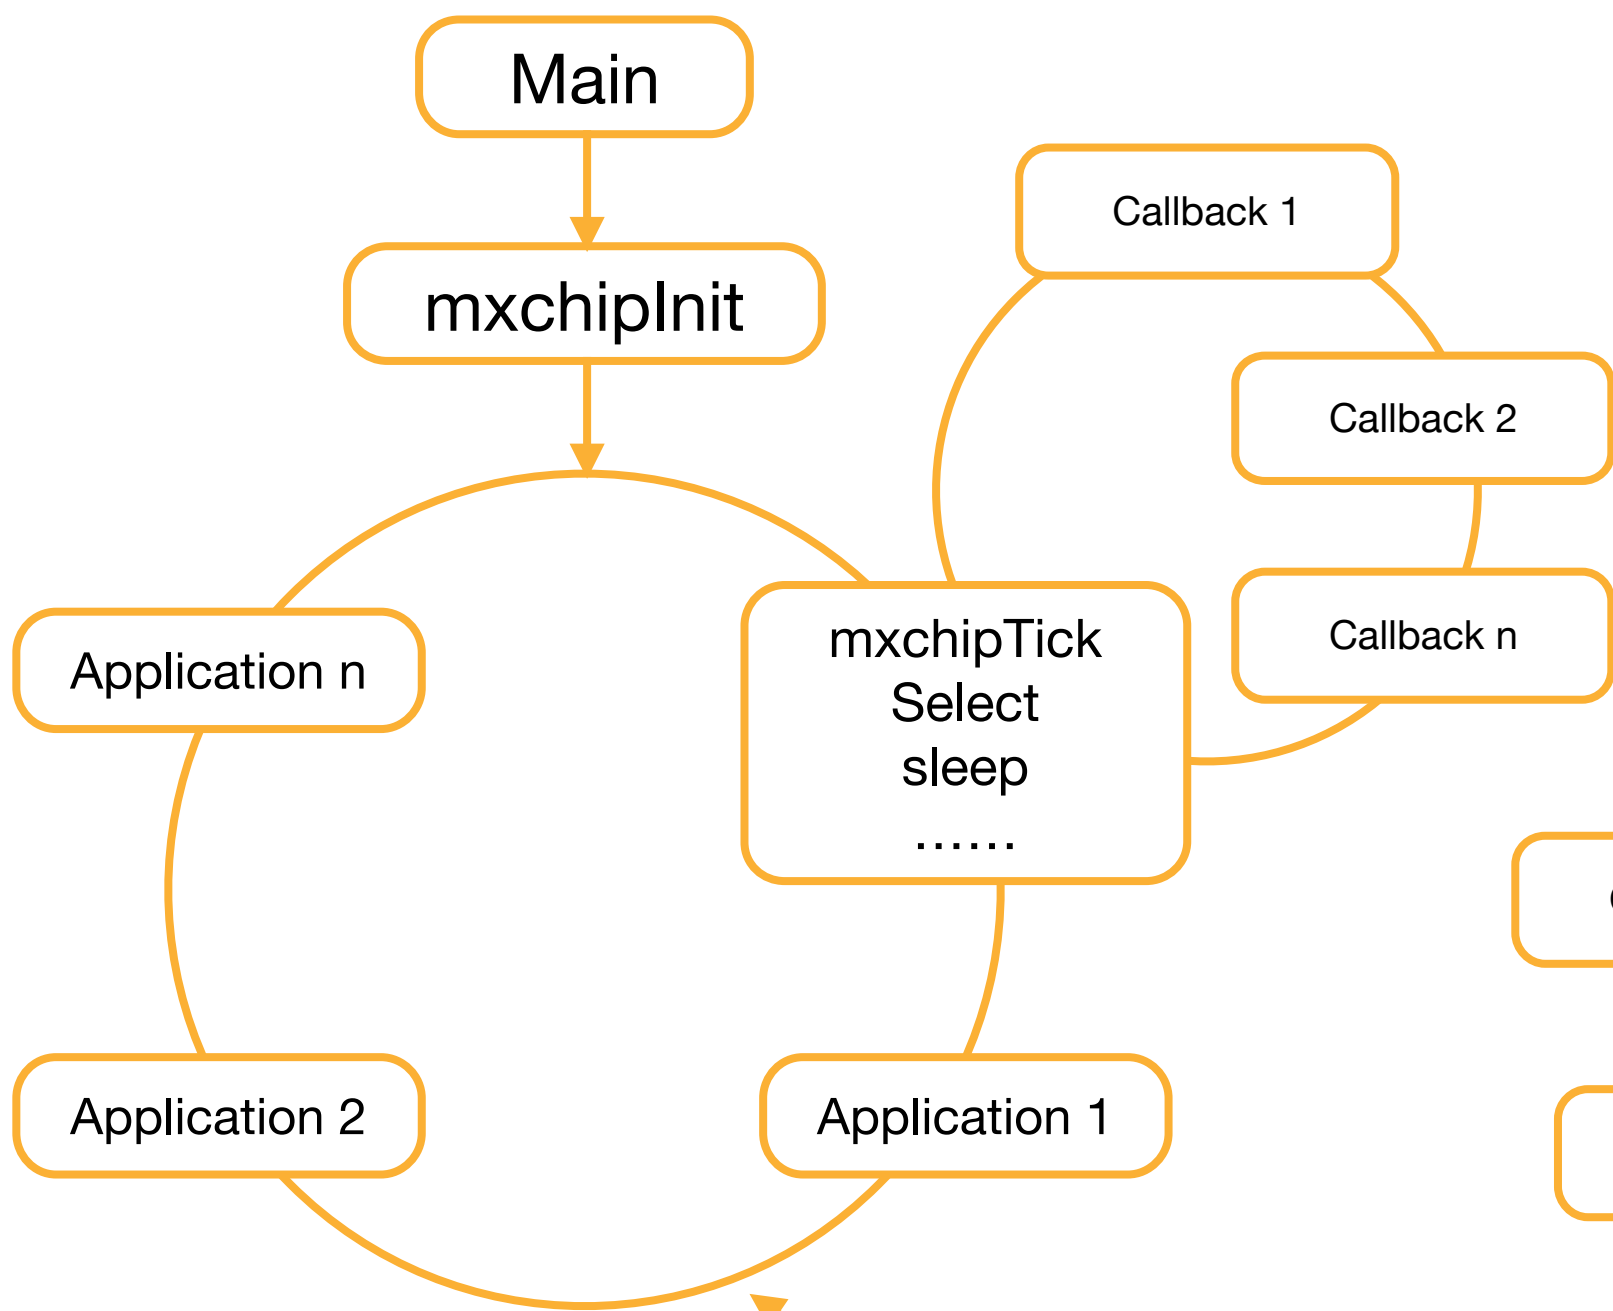 Main
mxchipInit
Callback 1
Callback 2
Callback n
mxchipTick
Select
sleep
......
Application n
Application 2
Application 1